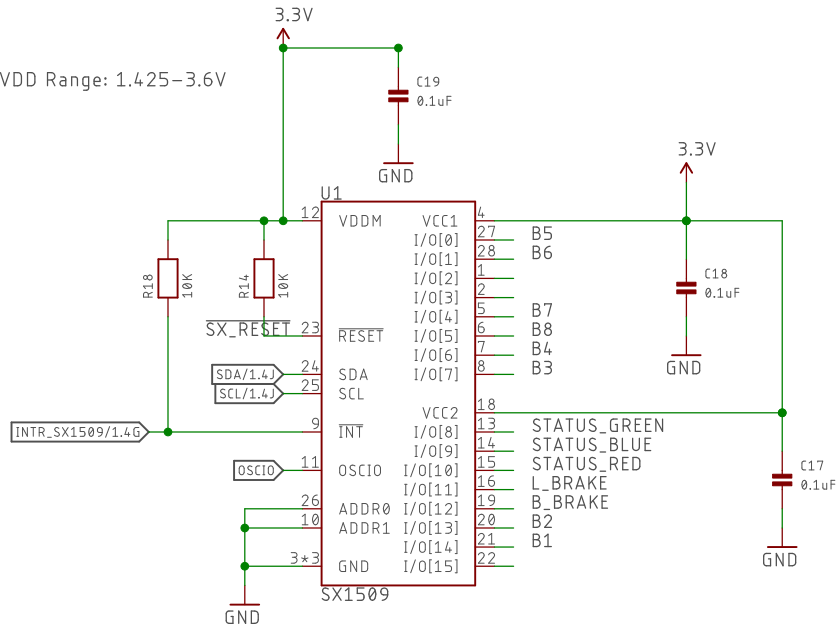 3.3V
VDD Range: 1.425-3.6V
C19
0.1uF
GND
3.3V
U1
12 VDDM VCC1 4
I/O[0] 27 B5
I/O[1] 28 B6
I/O[2] 1
I/O[3] 2
I/O[4] 5 B7
SX_RESET 23 RESET I/O[5] 6 B8
I/O[6] 7 B4
SDA/1.4J 24 SDA I/O[7] 8 B3
SCL/1.4J 25 SCL
VCC2 18
INTR_SX1509/1.4G 9 INT I/O[8] 13 STATUS_GREEN
I/O[9] 14 STATUS_BLUE
OSCIO 11 OSCIO I/O[10] 15 STATUS_RED
I/O[11] 16 L_BRAKE
26 ADDR0 I/O[12] 19 B_BRAKE
10 ADDR1 I/O[13] 20 B2
I/O[14] 21 B1
3*3 GND I/O[15] 22
SX1509
R18
10K
R14
10K
C18
0.1uF
GND
C17
0.1uF
GND
GND